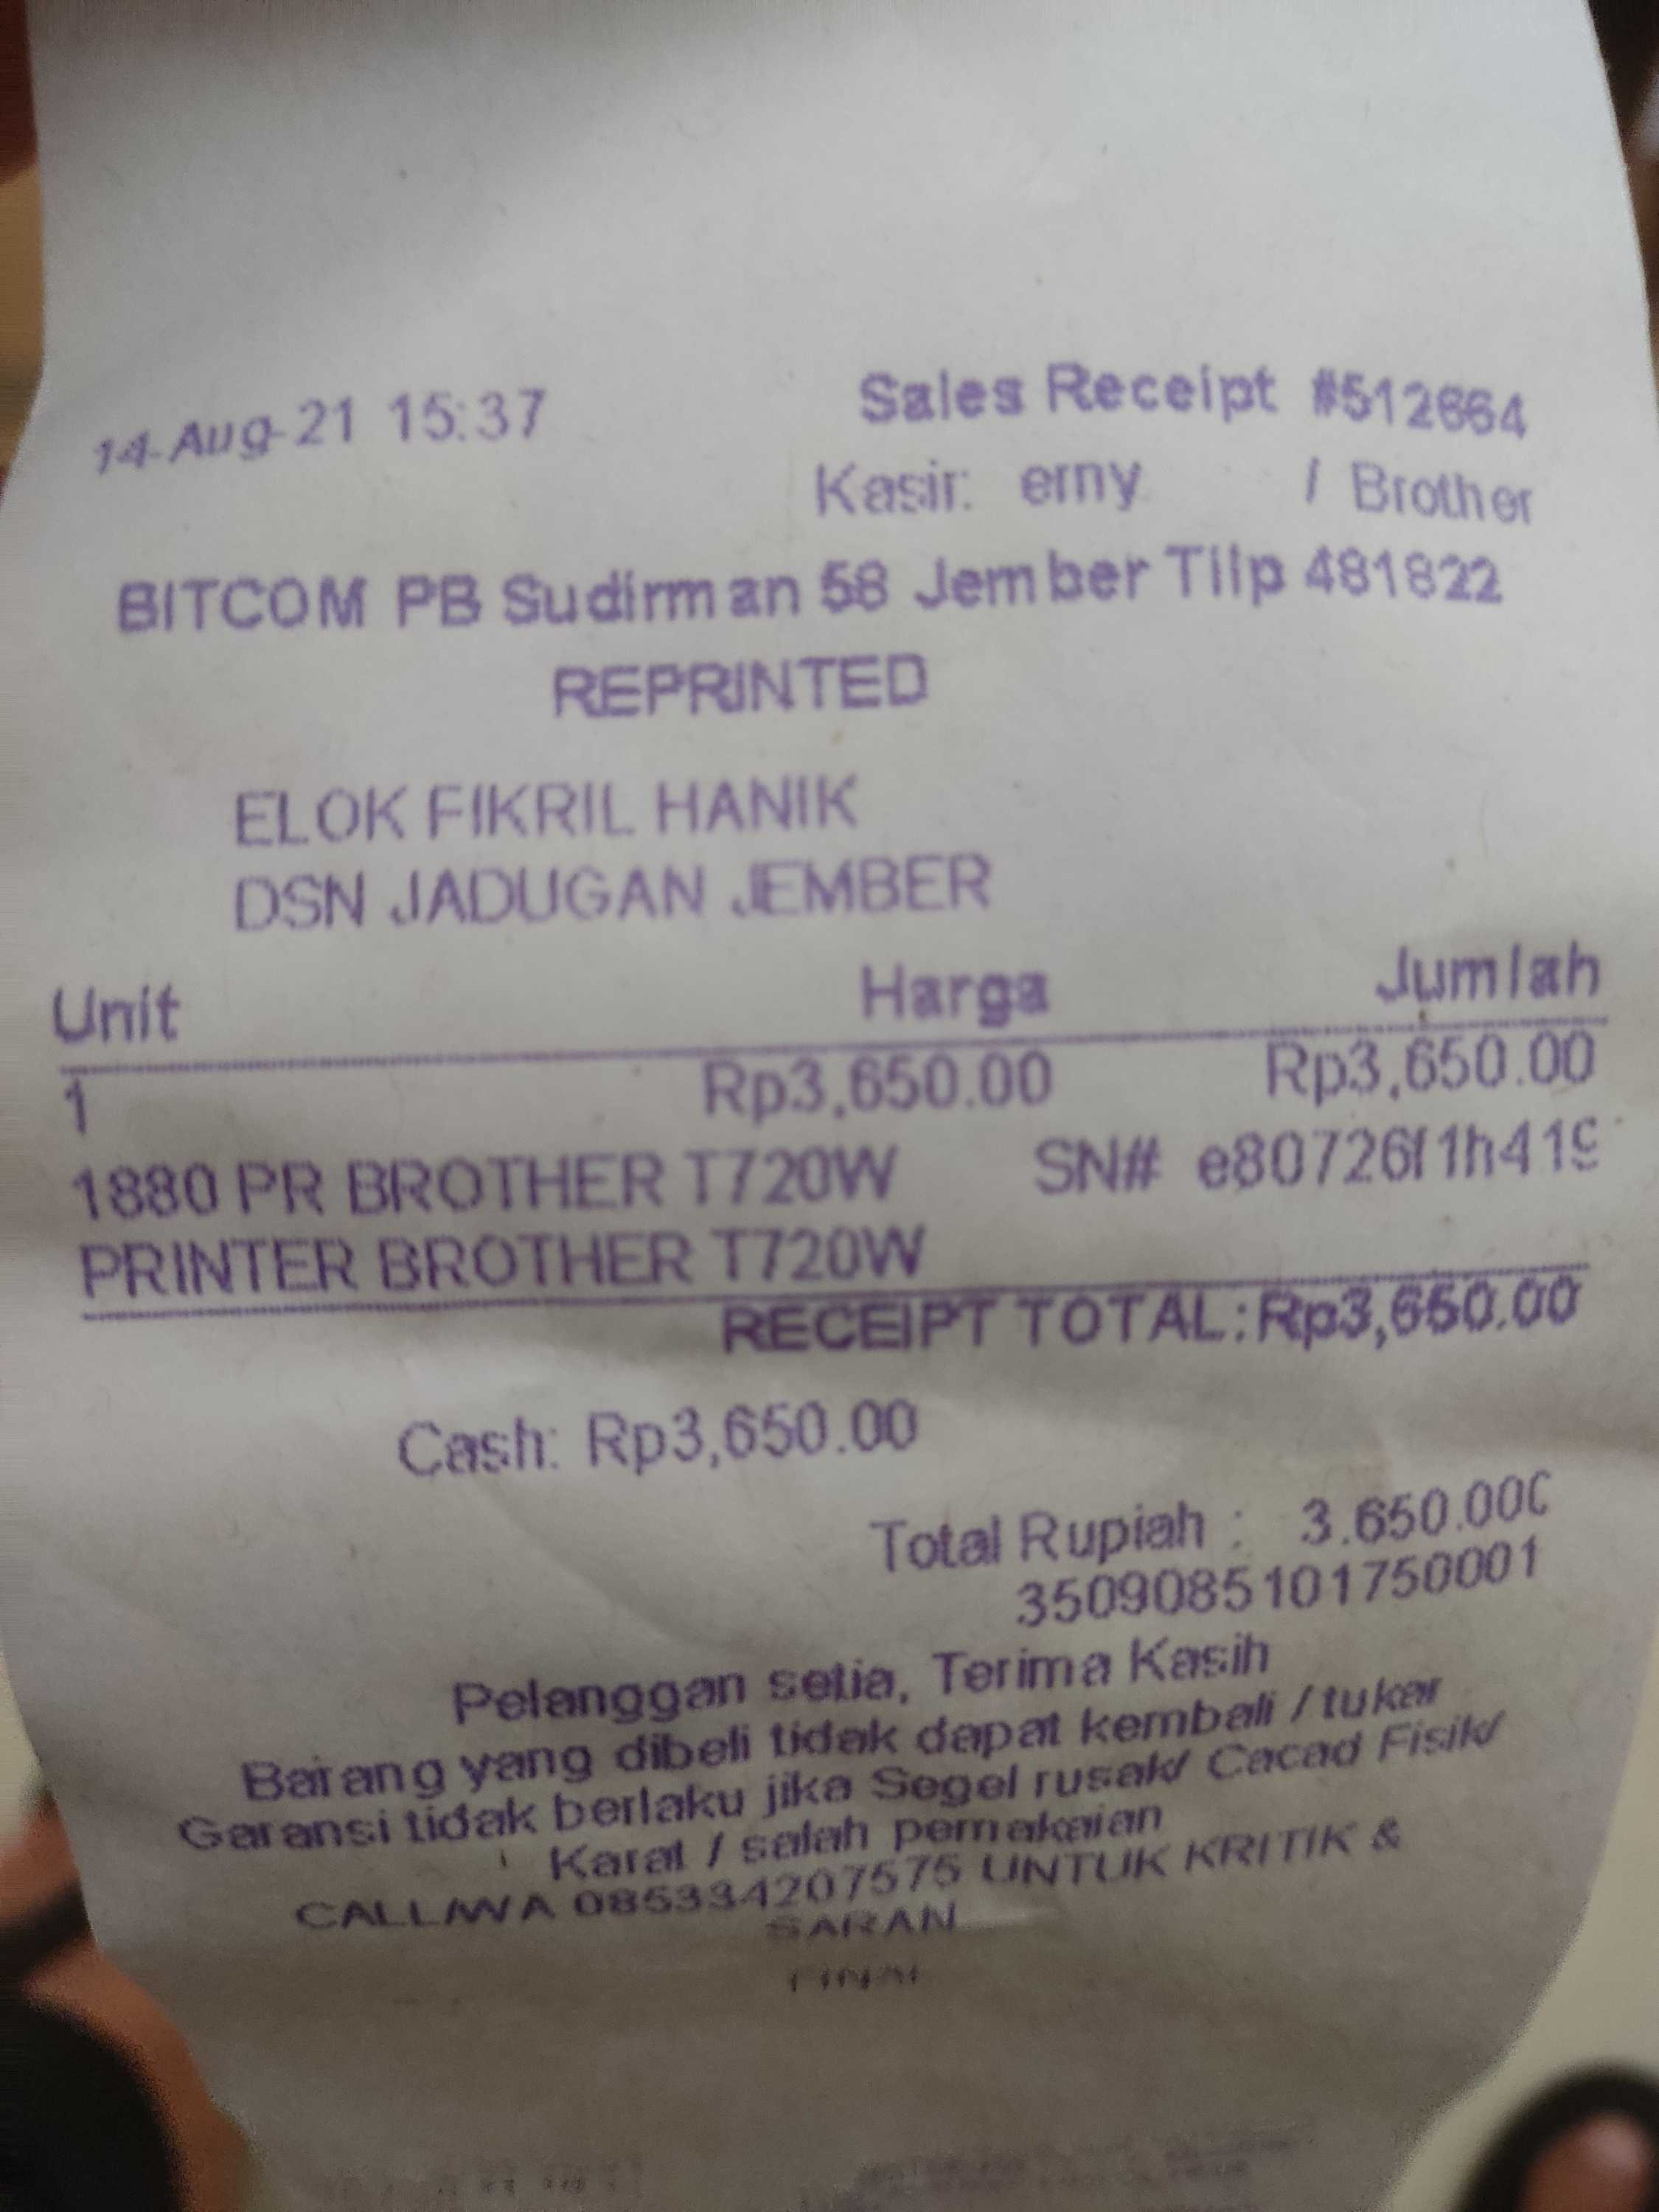 14-Aug-21 15:37 Sales Receipt #512664
Kasir: erny / Brother
BITCOM PB Sudirman 58 Jember Tllp 481822
REPRINTED
ELOK FIKRIL HANIK
DSN JADUGAN JEMBER
Unit Harga Jumlah
1 Rp3,650.00 Rp3,650.00
1880 PR BROTHER T720W SN# e80726f1h419
PRINTER BROTHER T720W
RECEIPT TOTAL: Rp3,650.00
Cash: Rp3,650.00
Total Rupiah : 3.650.000
3509085101750001
Pelanggan setia, Terima Kasih
Barang yang dibeli tidak dapat kembali / tukar
Garansi tidak berlaku jika Segel rusak/ Cacad Fisik/
Karat / salah pemakaian
CALL/WA 085334207575 UNTUK KRITIK &
SARAN